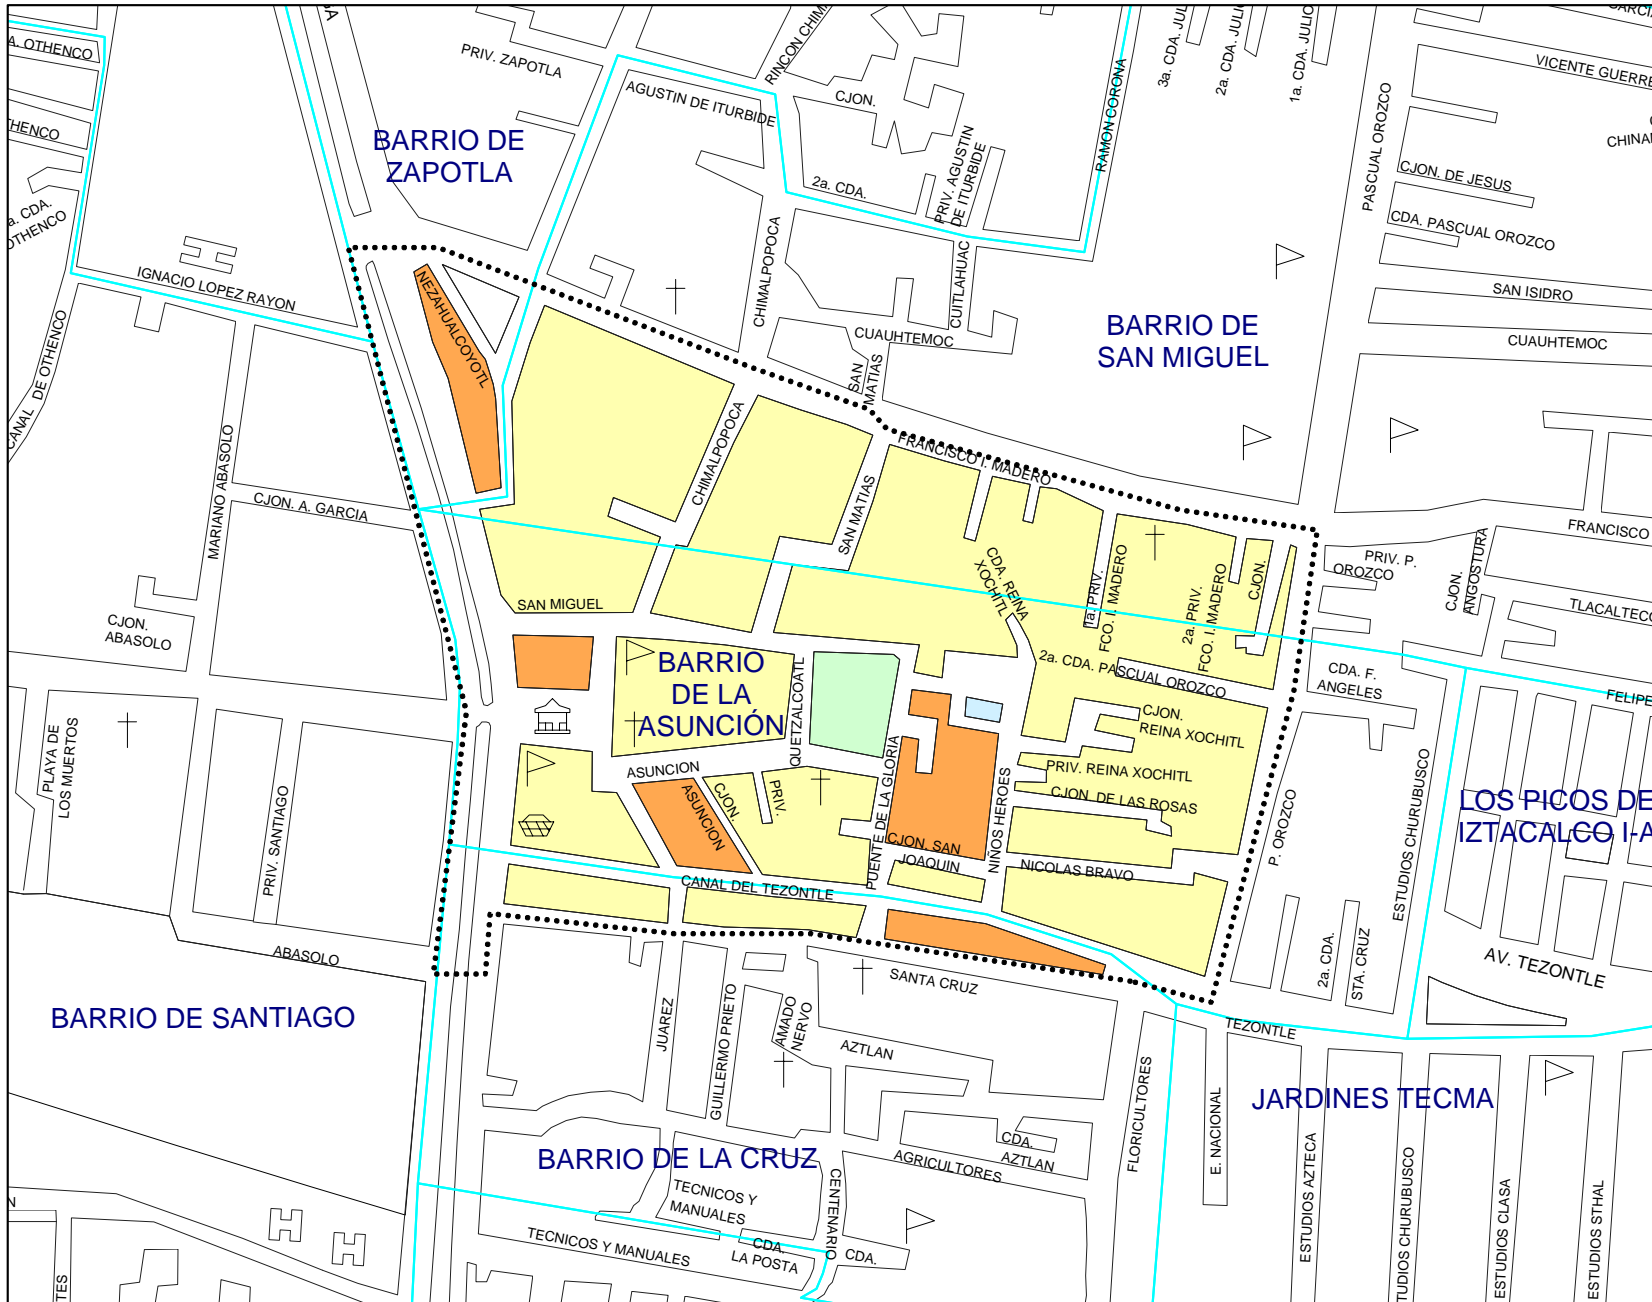 PRIV. ZAPOTLA
RINCON
3a. CDA.
2a. CDA.
1a. CDA.
VICENTE
A. OTHENCO
AGUSTIN DE ITURBIDE
CJON.
RAMON CORONA
PASCUAL OROZCO
BARRIO DE
ZAPOTLA
PRIV. AGUSTIN
DE ITURBIDE
CJON. DE JESUS
2a. CDA.
CDA. PASCUAL OROZCO
CHIMALPOPOCA
CUITLAHUAC
IGNACIO LOPEZ RAYON
SAN ISIDRO
CUAUHTEMOC
BARRIO DE
SAN MIGUEL
CUAUHTEMOC
CANAL DE OTHENCO
NEZAHUALCOYOTL
SAN
MATIAS
CHIMALPOPOCA
FRANCISCO I. MADERO
MARIANO ABASOLO
CJON. A. GARCIA
SAN MATIAS
FRANCISCO
CDA. REINA
XOCHITL
1a. PRIV.
FCO. I. MADERO
2a. PRIV.
FCO. I. MADERO
CJON.
PRIV. P.
OROZCO
CJON.
ANGOSTURA
SAN MIGUEL
CJON.
ABASOLO
BARRIO
DE LA
ASUNCIÓN
QUETZALCOATL
2a. CDA. PASCUAL OROZCO
CDA. F.
ANGELES
CJON.
REINA XOCHITL
PLAYA DE
LOS MUERTOS
ASUNCION
PRIV. REINA XOCHITL
CJON. DE LAS ROSAS
ASUNCION
CJON.
PRIV.
PUENTE DE LA GLORIA
NIÑOS HEROES
P. OROZCO
ESTUDIOS CHURUBUSCO
LOS PICOS DE
IZTACALCO I-A
PRIV. SANTIAGO
CJON. SAN
JOAQUIN
NICOLAS BRAVO
CANAL DEL TEZONTLE
ABASOLO
SANTA CRUZ
2a. CDA.
STA. CRUZ
AV. TEZONTLE
BARRIO DE SANTIAGO
JUAREZ
GUILLERMO PRIETO
AMADO
NERVO
AZTLAN
TEZONTLE
FLORICULTORES
E. NACIONAL
JARDINES TECMA
BARRIO DE LA CRUZ
CDA.
AZTLAN
AGRICULTORES
TECNICOS Y
MANUALES
CENTENARIO
ESTUDIOS AZTECA
ESTUDIOS CLASA
ESTUDIOS STHAL
TECNICOS Y MANUALES
CDA.
LA POSTA
CDA.